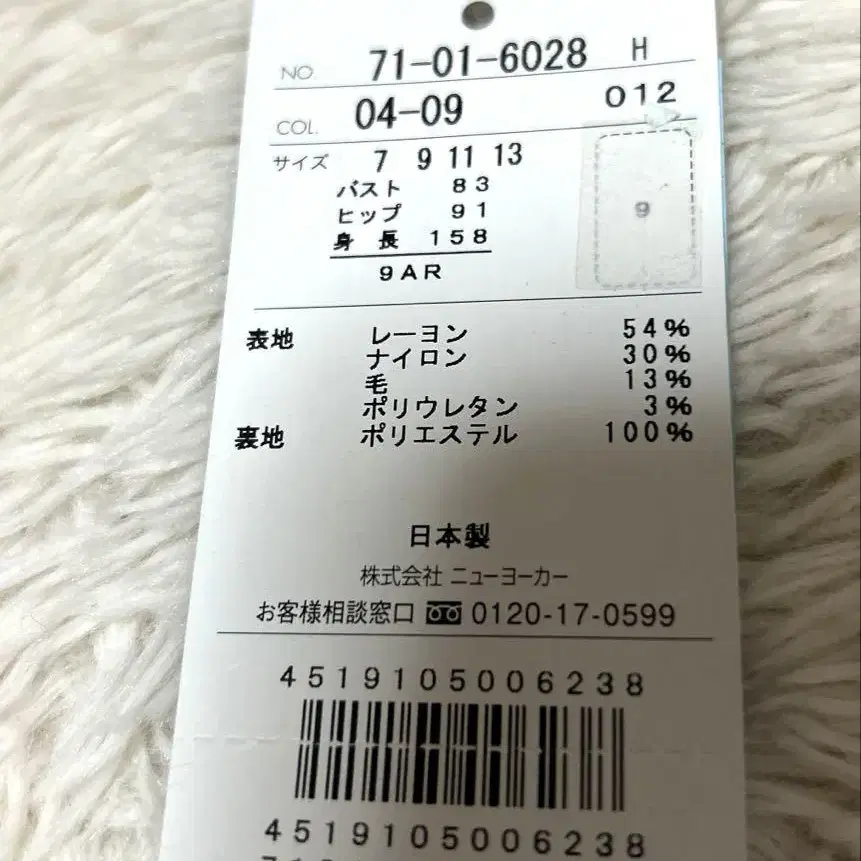 NO. 71-01-6028 H
COL. 04-09 012
サイズ 7 9 11 13
バスト 83
ヒップ 91
身長 158
9AR
9
表地 レーヨン 54%
ナイロン 30%
毛 13%
ポリウレタン 3%
裏地 ポリエステル 100%
日本製
株式会社 ニューヨーカー
お客様相談窓口 0120-17-0599
4519105006238
4519105006238